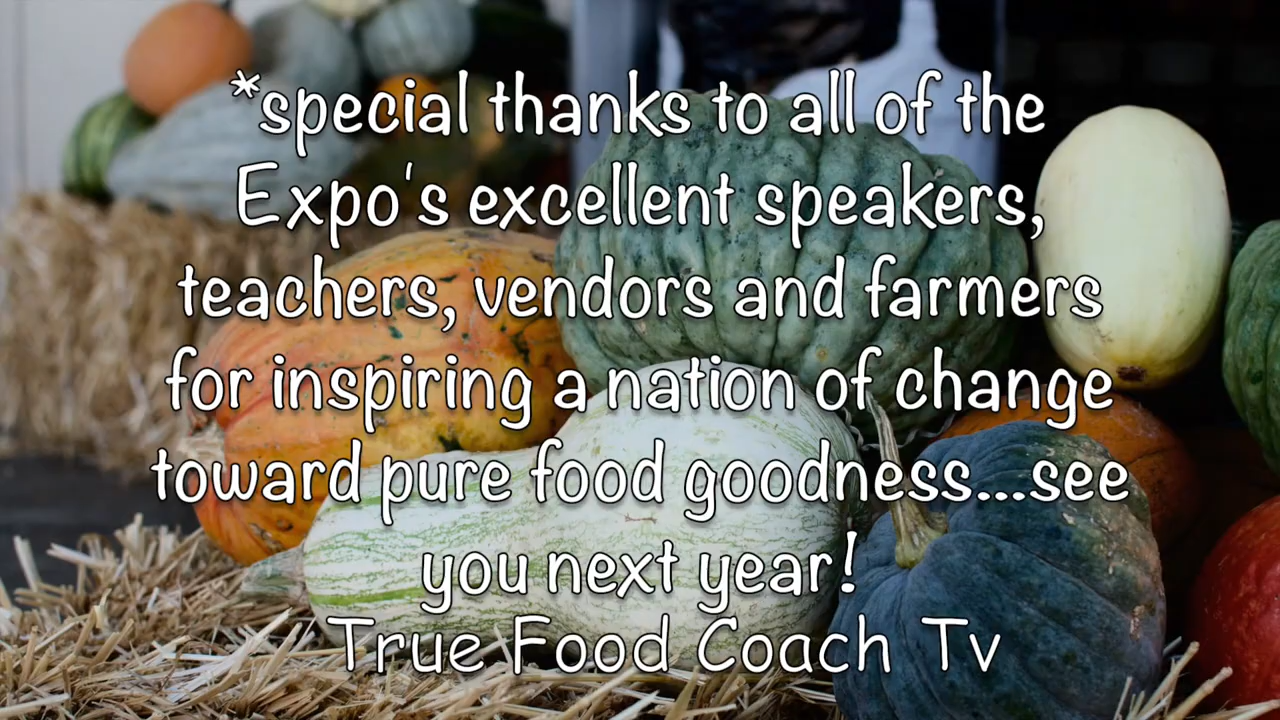 *special thanks to all of the
Expo's excellent speakers,
teachers, vendors and farmers
for inspiring a nation of change
toward pure food goodness...see
you next year!
True Food Coach Tv